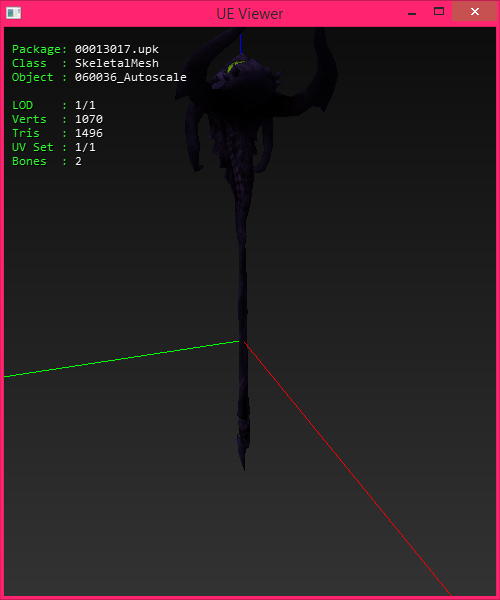 UE Viewer
Package: 00013017.upk
Class  : SkeletalMesh
Object : 060036_Autoscale
LOD    : 1/1
Verts  : 1070
Tris   : 1496
UV Set : 1/1
Bones  : 2